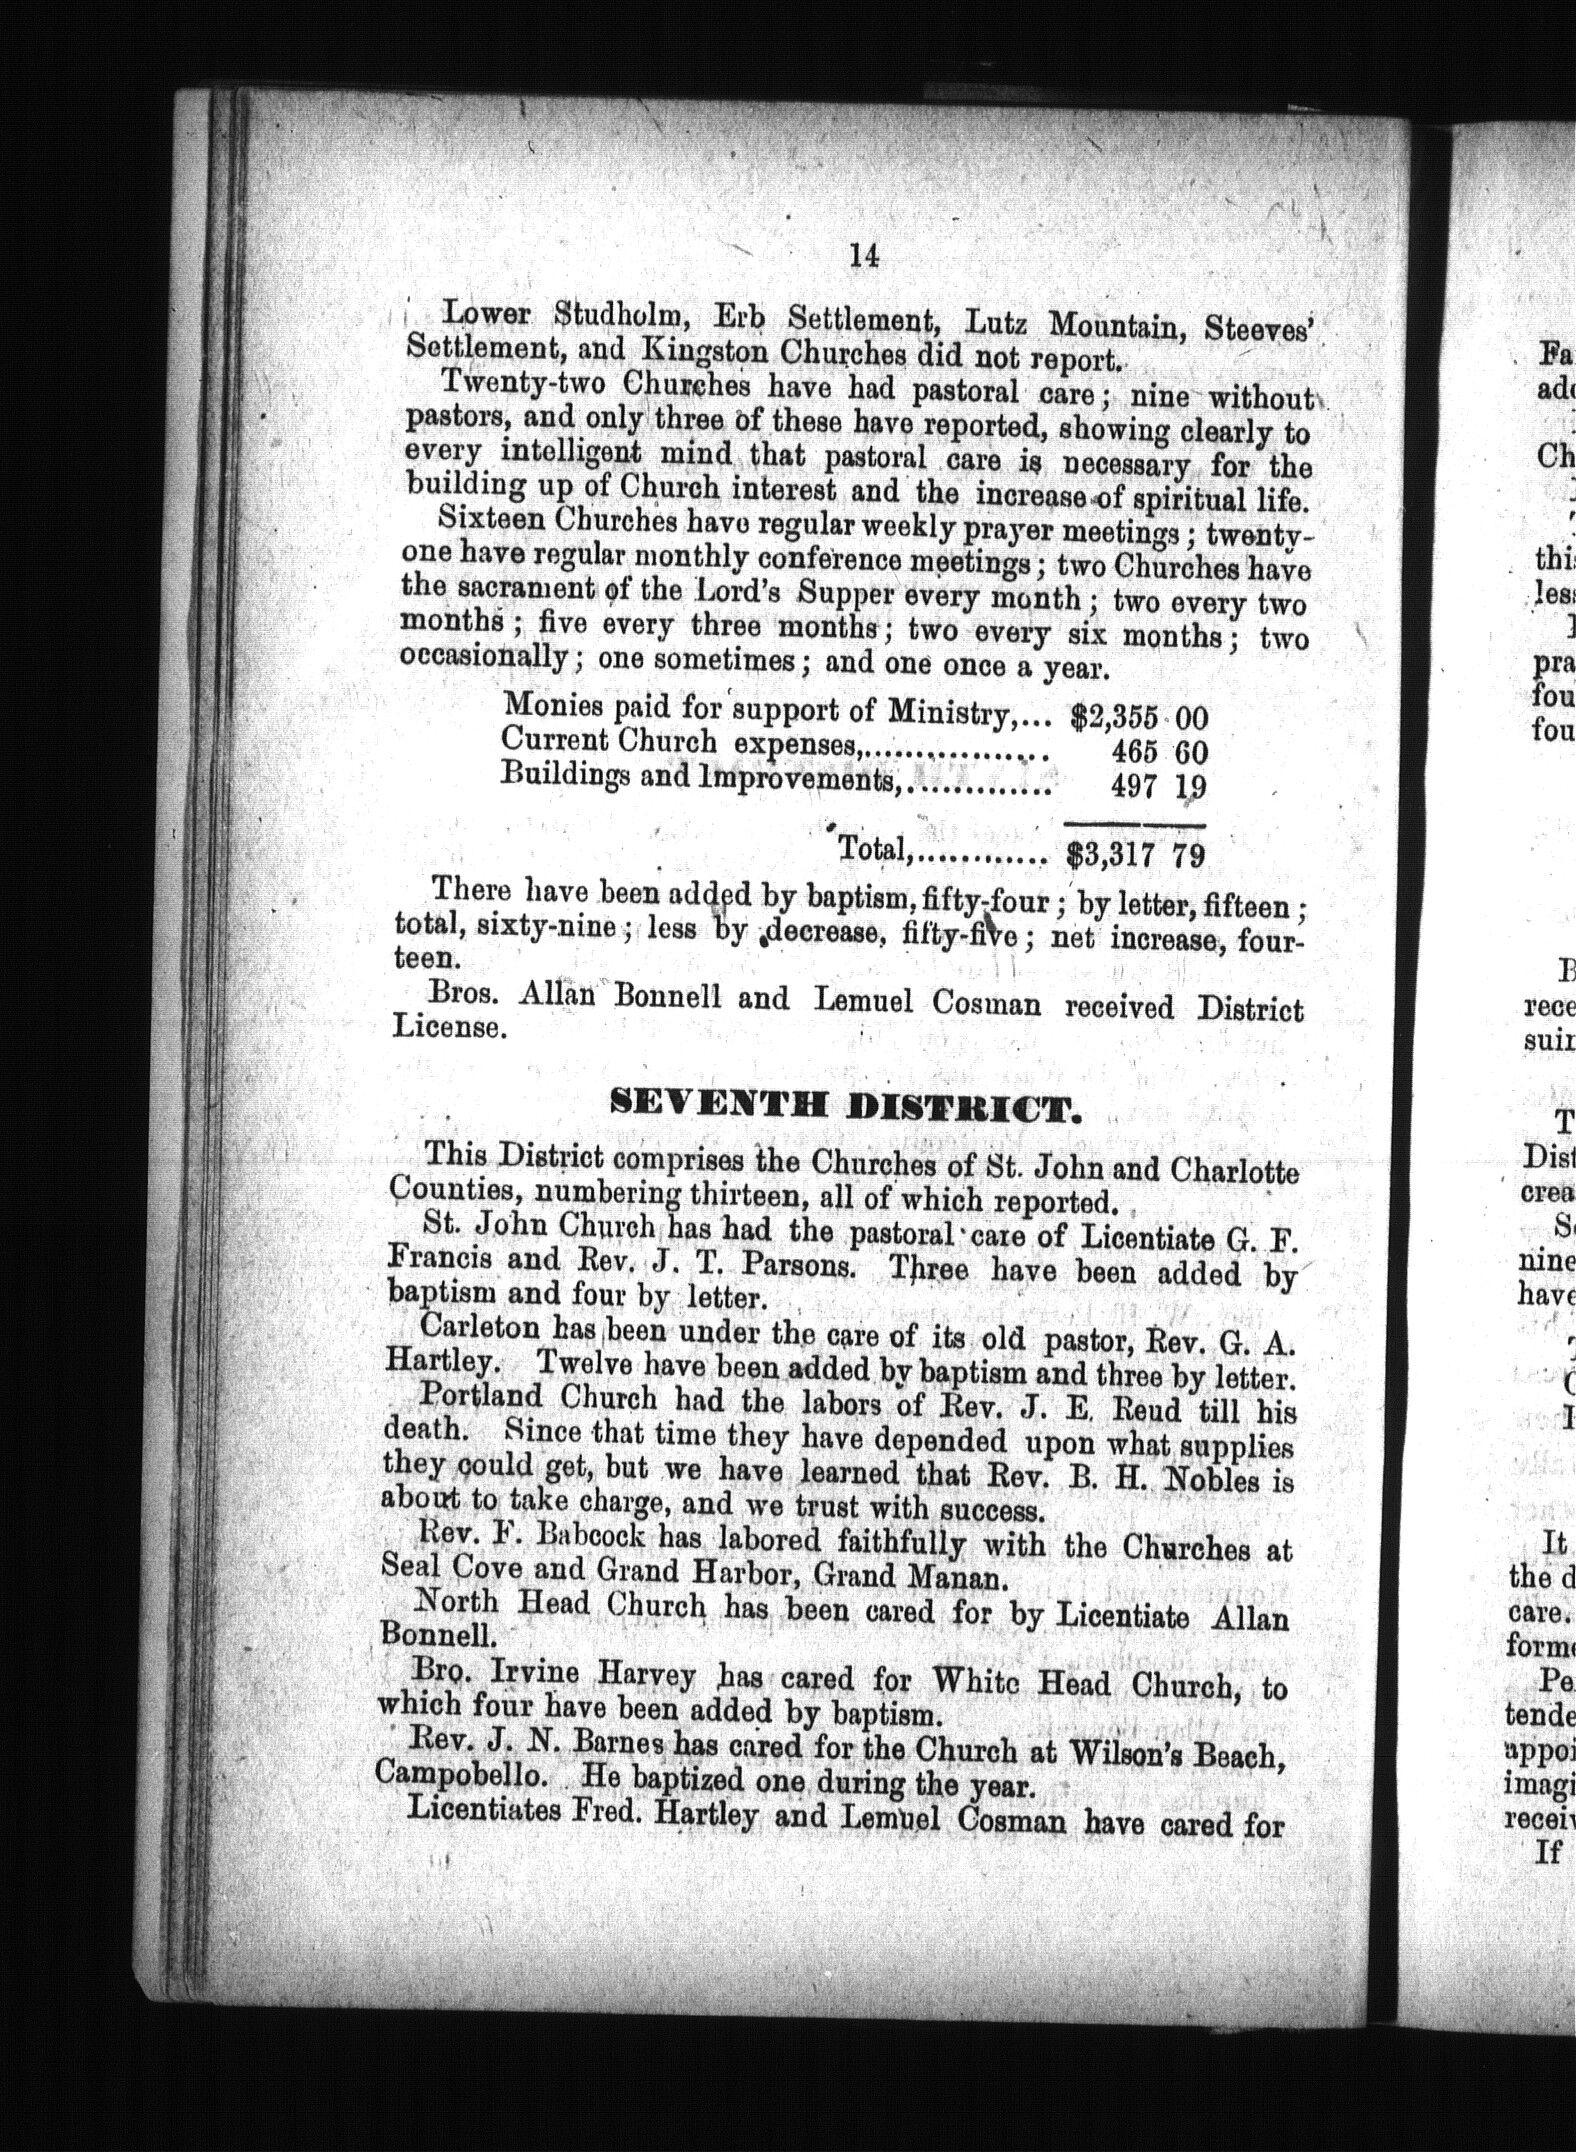 14
Lower Studholm, Erb Settlement, Lutz Mountain, Steeves'
Settlement, and Kingston Churches did not report.
Twenty-two Churches have had pastoral care; nine without
pastors, and only three of these have reported, showing clearly to
every intelligent mind that pastoral care is necessary for the
building up of Church interest and the increase of spiritual life.
Sixteen Churches have regular weekly prayer meetings; twenty-
one have regular monthly conference meetings; two Churches have
the sacrament of the Lord's Supper every month; two every two
months; five every three months; two every six months; two
occasionally; one sometimes; and one once a year.
Monies paid for support of Ministry,... $2,355 00
Current Church expenses,................. 465 60
Buildings and Improvements,.............. 497 19
Total,............ $3,317 79
There have been added by baptism, fifty-four; by letter, fifteen;
total, sixty-nine; less by decrease, fifty-five; net increase, four-
teen.
Bros. Allan Bonnell and Lemuel Cosman received District
License.
SEVENTH DISTRICT.
This District comprises the Churches of St. John and Charlotte
Counties, numbering thirteen, all of which reported.
St. John Church has had the pastoral care of Licentiate G. F.
Francis and Rev. J. T. Parsons. Three have been added by
baptism and four by letter.
Carleton has been under the care of its old pastor, Rev. G. A.
Hartley. Twelve have been added by baptism and three by letter.
Portland Church had the labors of Rev. J. E. Reud till his
death. Since that time they have depended upon what supplies
they could get, but we have learned that Rev. B. H. Nobles is
about to take charge, and we trust with success.
Rev. F. Babcock has labored faithfully with the Churches at
Seal Cove and Grand Harbor, Grand Manan.
North Head Church has been cared for by Licentiate Allan
Bonnell.
Bro. Irvine Harvey has cared for White Head Church, to
which four have been added by baptism.
Rev. J. N. Barnes has cared for the Church at Wilson's Beach,
Campobello. He baptized one during the year.
Licentiates Fred. Hartley and Lemuel Cosman have cared for